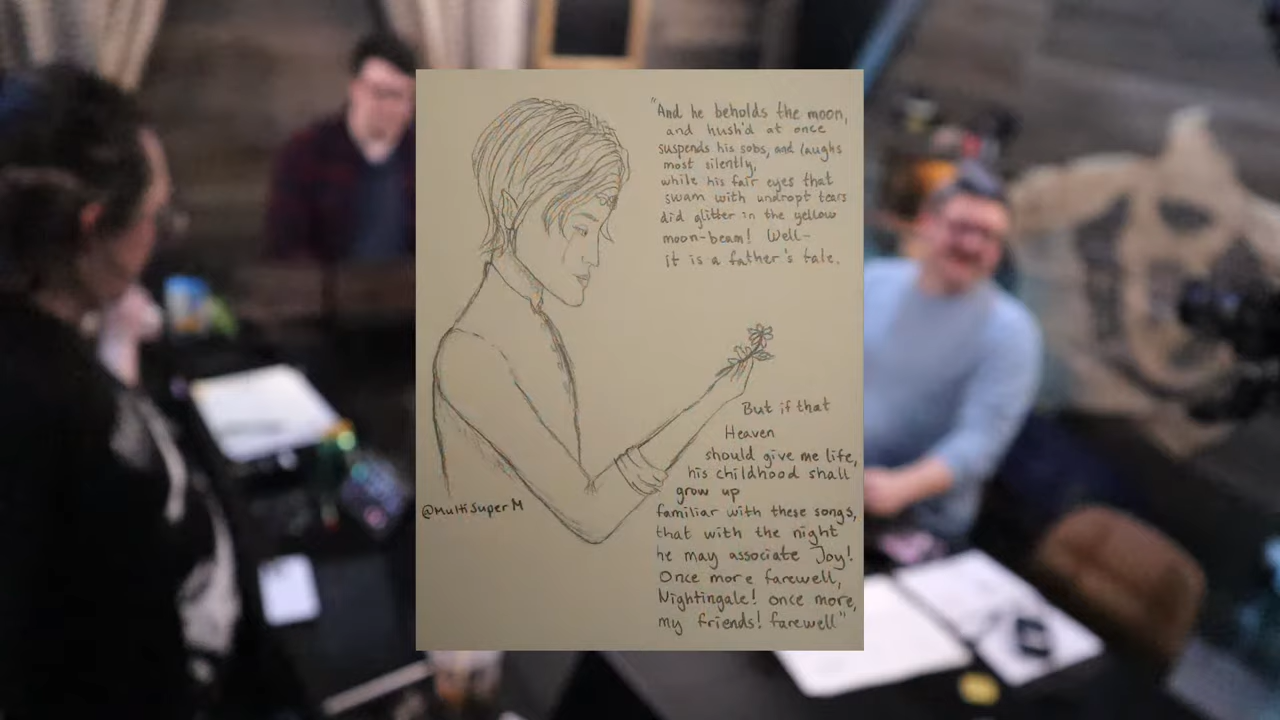 "And he beholds the moon,
and hush'd at once
suspends his sobs, and laughs
most silently,
while his fair eyes that
swam with undropt tears
did glitter in the yellow
moon-beam! Well-
it is a father's tale.
But if that
Heaven
should give me life,
his childhood shall
grow up
familiar with these songs,
that with the night
he may associate Joy!
Once more farewell,
Nightingale! once more,
my friends! farewell"
@MultiSuperM